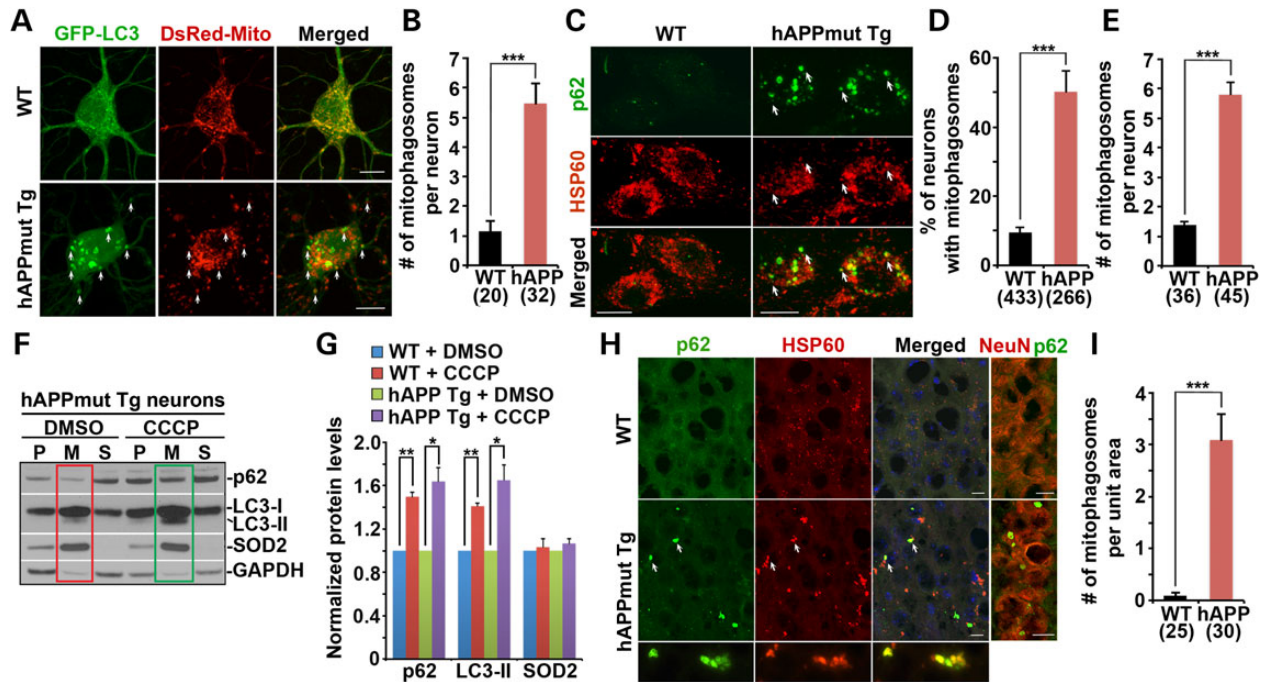 A
GFP-LC3 DsRed-Mito Merged
WT
hAPPmut Tg
B
# of mitophagosomes
per neuron
7
6
5
4
3
2
1
0
***
WT hAPP
(20) (32)
C
WT hAPPmut Tg
p62
HSP60
Merged
D
% of neurons
with mitophagosomes
60
50
40
30
20
10
0
***
WT hAPP
(433) (266)
E
# of mitophagosomes
per neuron
7
6
5
4
3
2
1
0
***
WT hAPP
(36) (45)
F
hAPPmut Tg neurons
DMSO CCCP
P M S P M S
-p62
LC3-I
LC3-II
-SOD2
-GAPDH
G
WT + DMSO
WT + CCCP
hAPP Tg + DMSO
hAPP Tg + CCCP
Normalized protein levels
2.0
1.6
1.2
0.8
0.4
0
** * ** *
p62 LC3-II SOD2
H
p62 HSP60 Merged NeuN p62
WT
hAPPmut Tg
I
# of mitophagosomes
per unit area
4
3
2
1
0
***
WT hAPP
(25) (30)